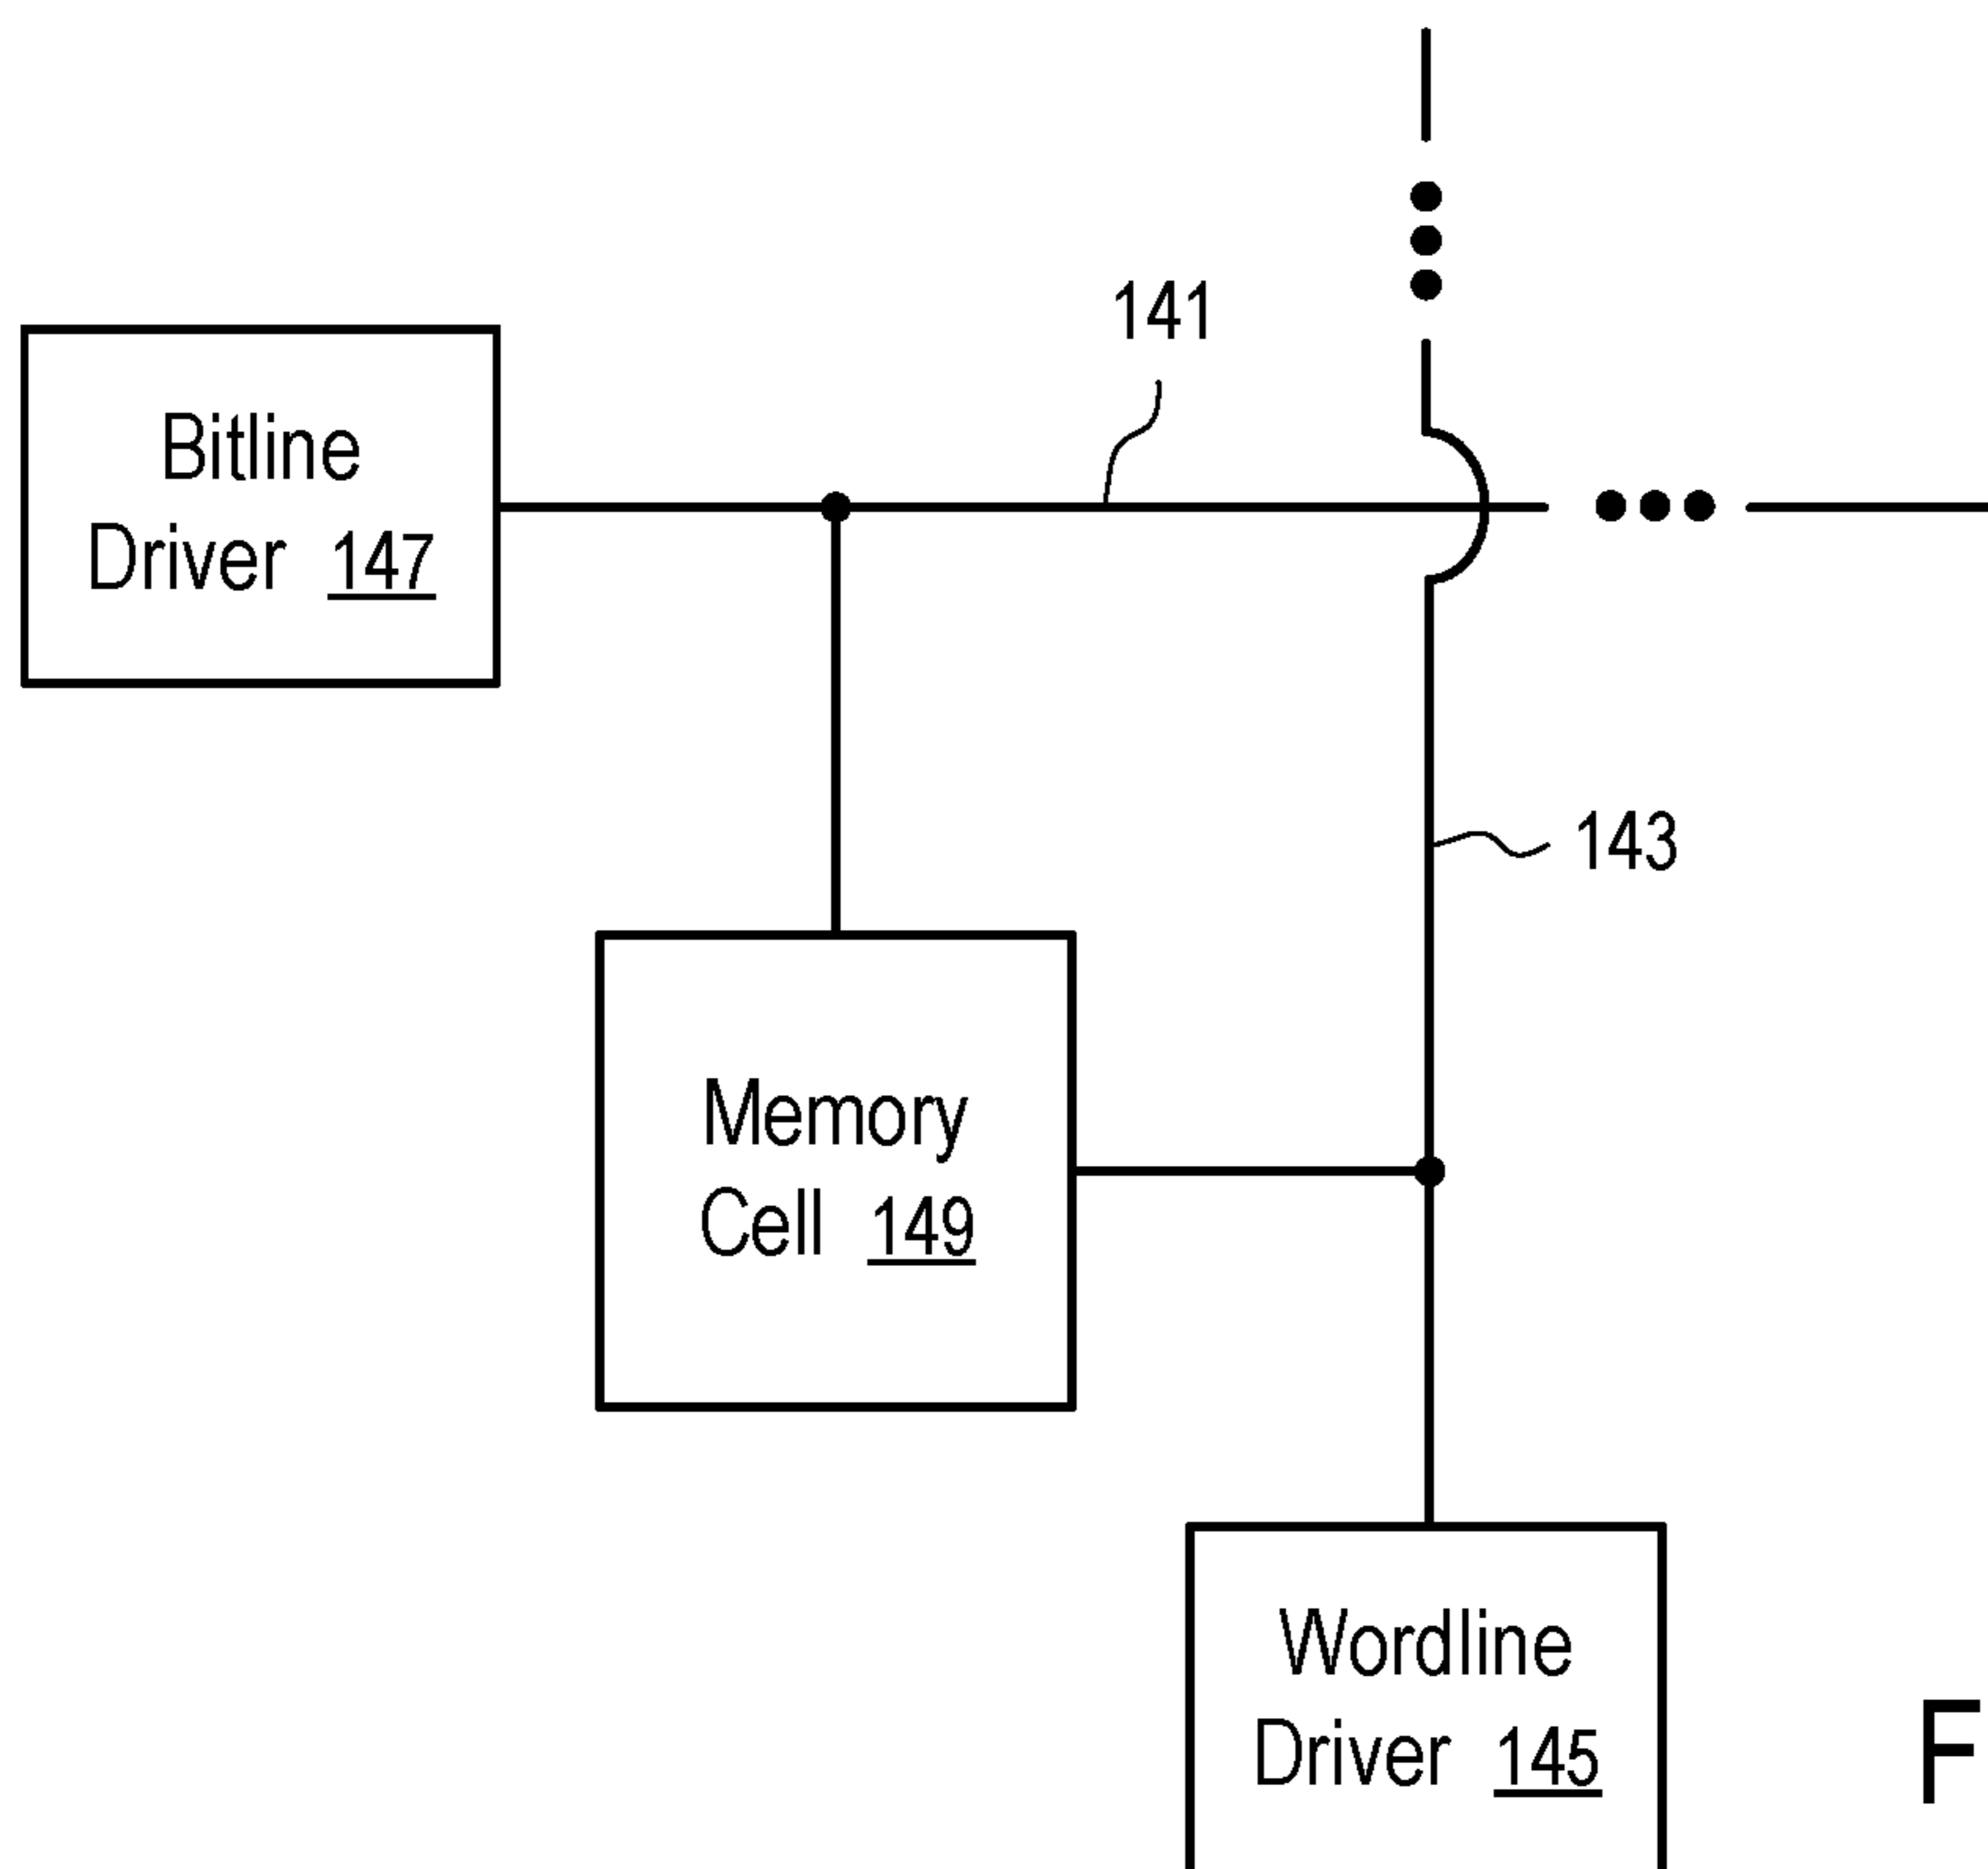 141
Bitline
Driver 147
143
Memory
Cell 149
Wordline
Driver 145
F